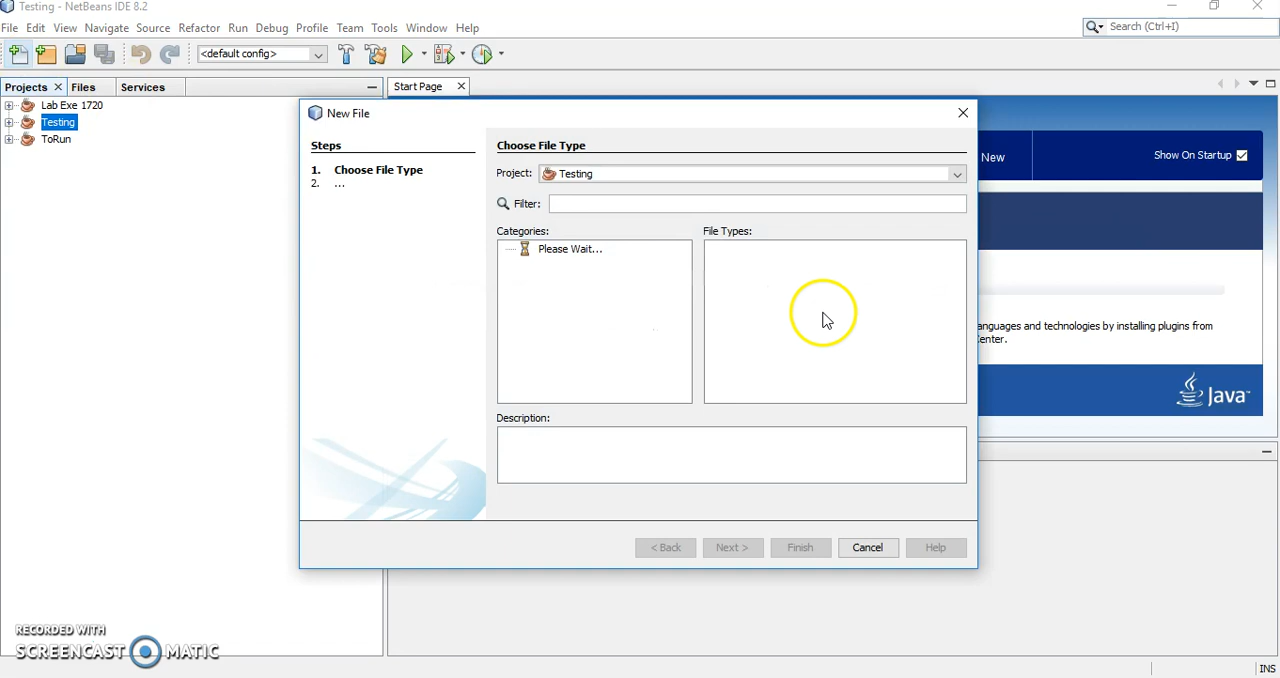 Testing - NetBeans IDE 8.2
File Edit View Navigate Source Refactor Run Debug Profile Team Tools Window Help
Search (Ctrl+I)
<default config>
Projects Files Services
Start Page
Lab Exe 1720
Testing
ToRun
New
Show On Startup
anguages and technologies by installing plugins from
enter.
Java™
New File
Steps
1. Choose File Type
2. ...
Choose File Type
Project: Testing
Filter:
Categories:
File Types:
Please Wait...
Description:
< Back Next > Finish Cancel Help
RECORDED WITH
SCREENCAST MATIC
INS